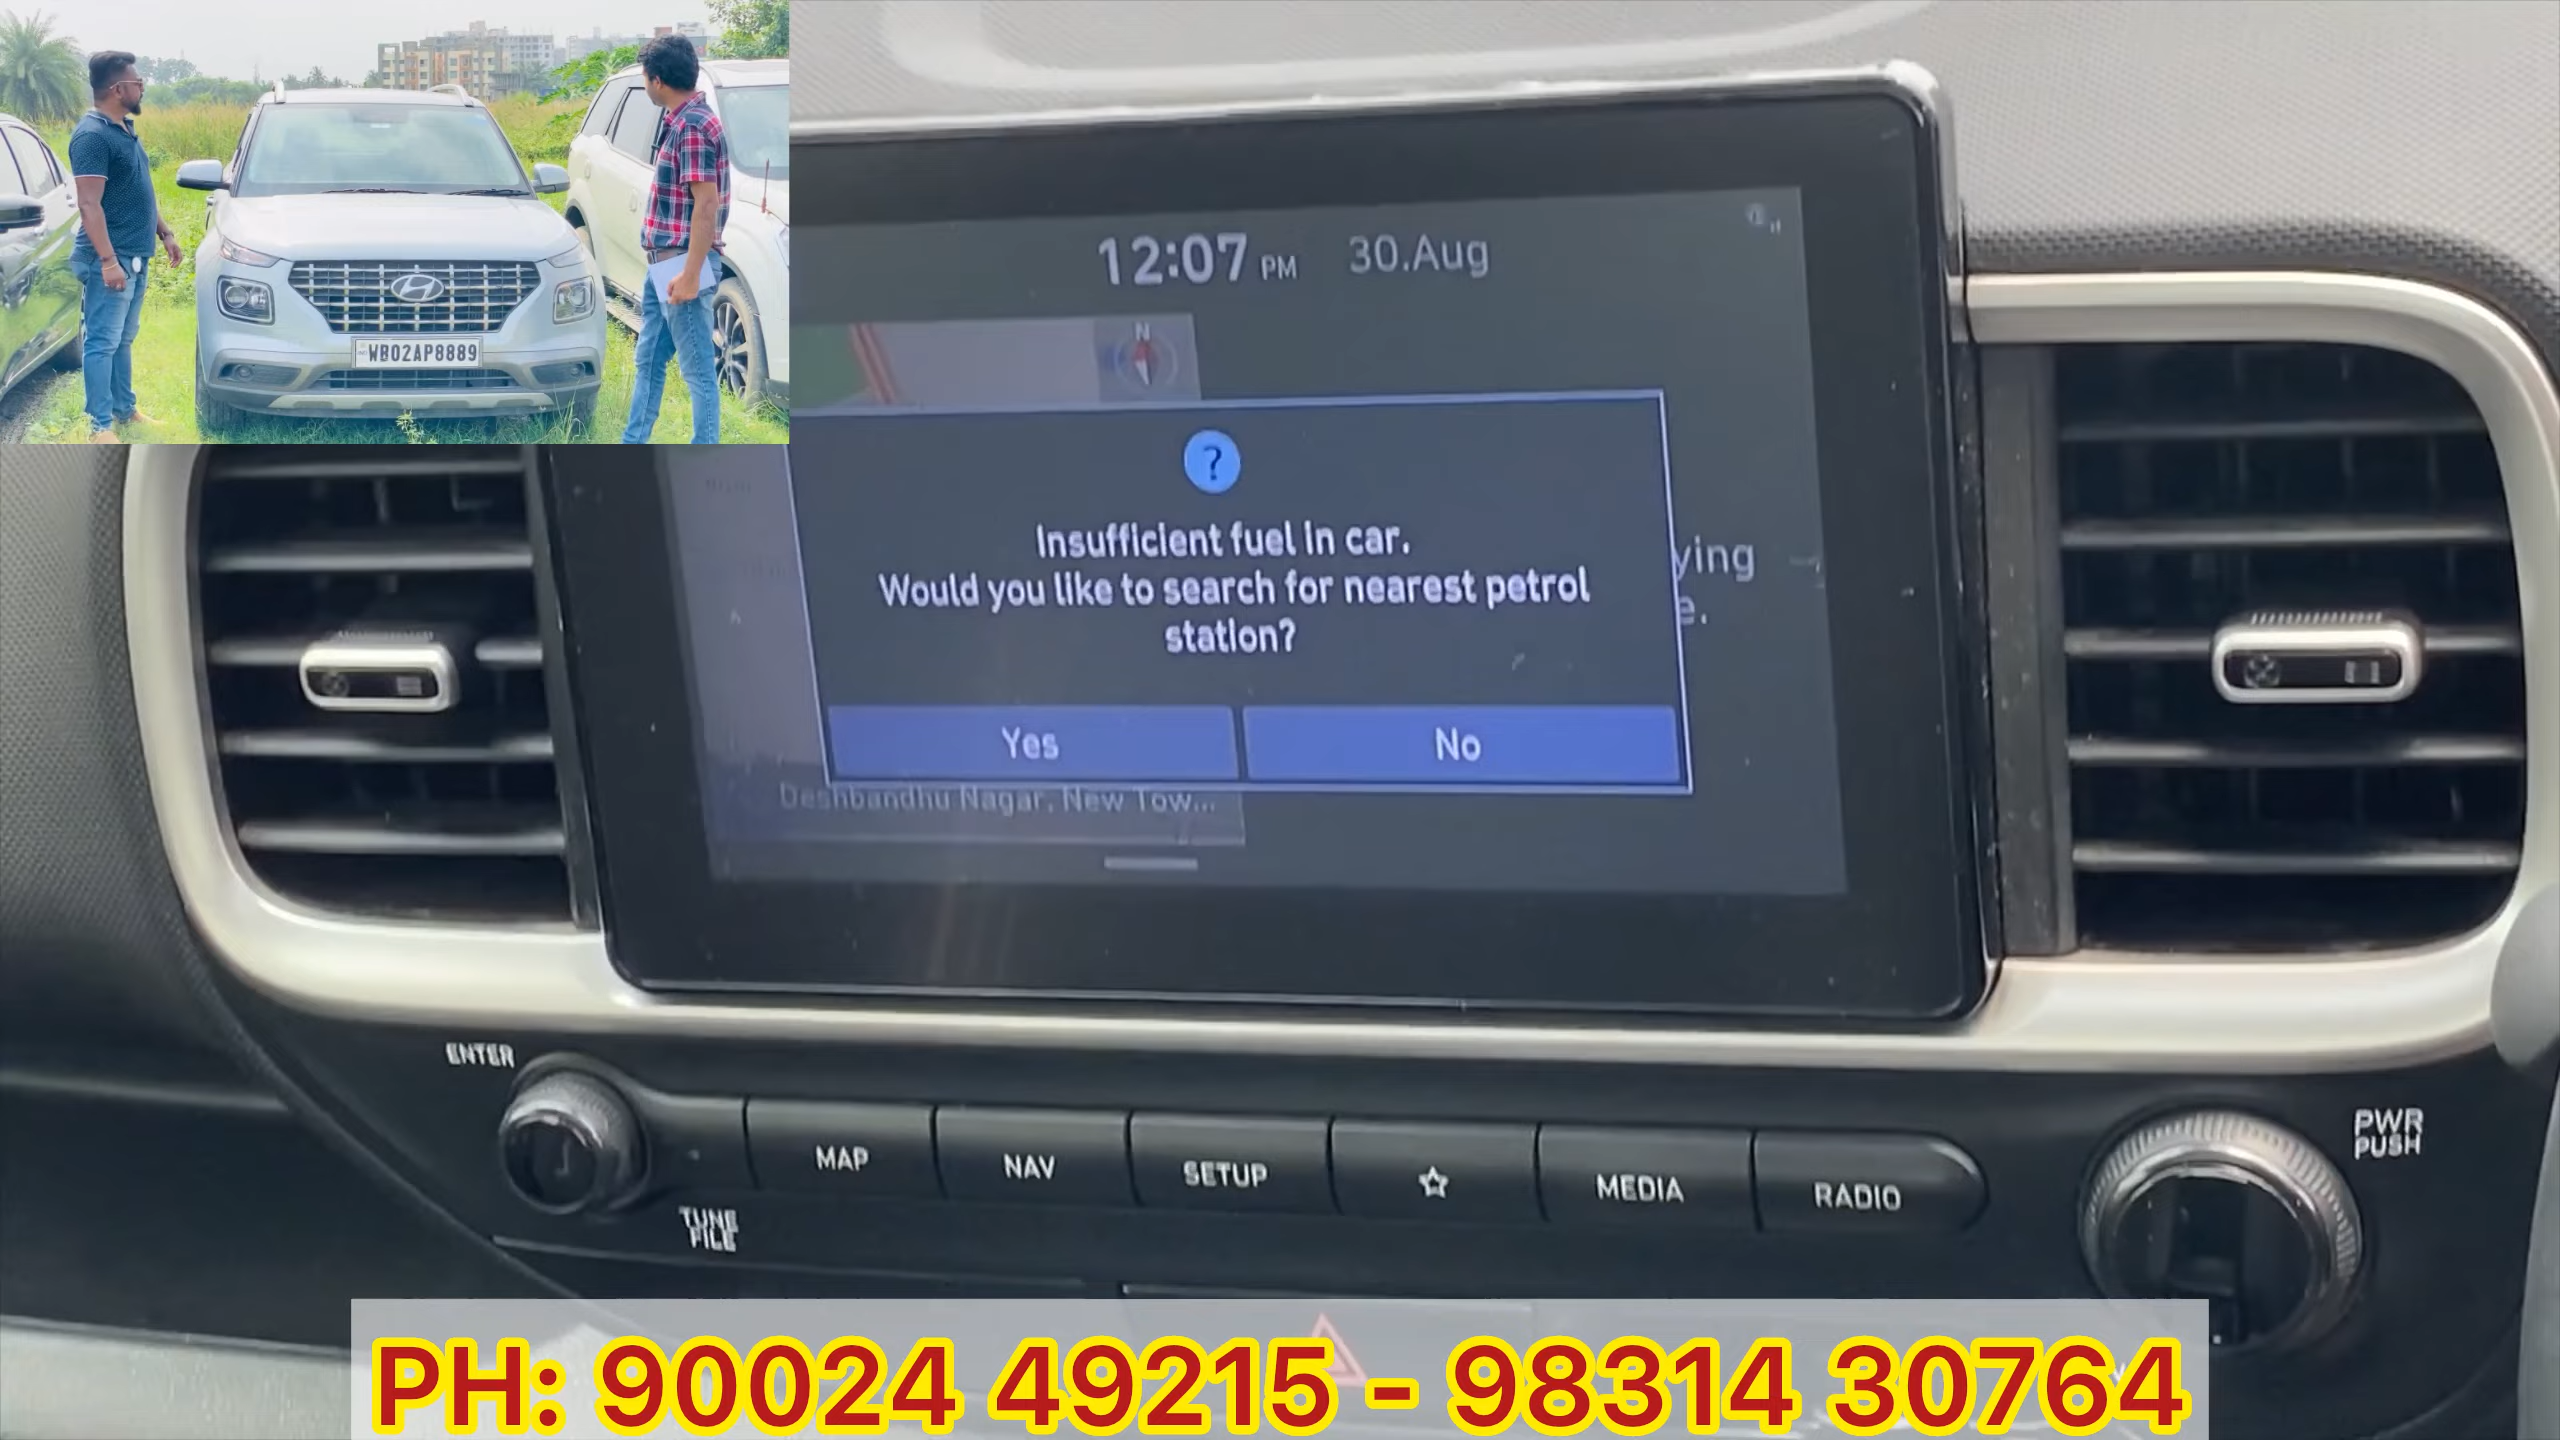 WB02AP8889
12:07 PM 30.Aug
N
Insufficient fuel in car.
Would you like to search for nearest petrol
station?
ying
e.
Yes
No
Deshbandhu Nagar, New Tow...
ENTER
TUNE
FILE
MAP
NAV
SETUP
☆
MEDIA
RADIO
PWR
PUSH
PH: 90024 49215 - 98314 30764